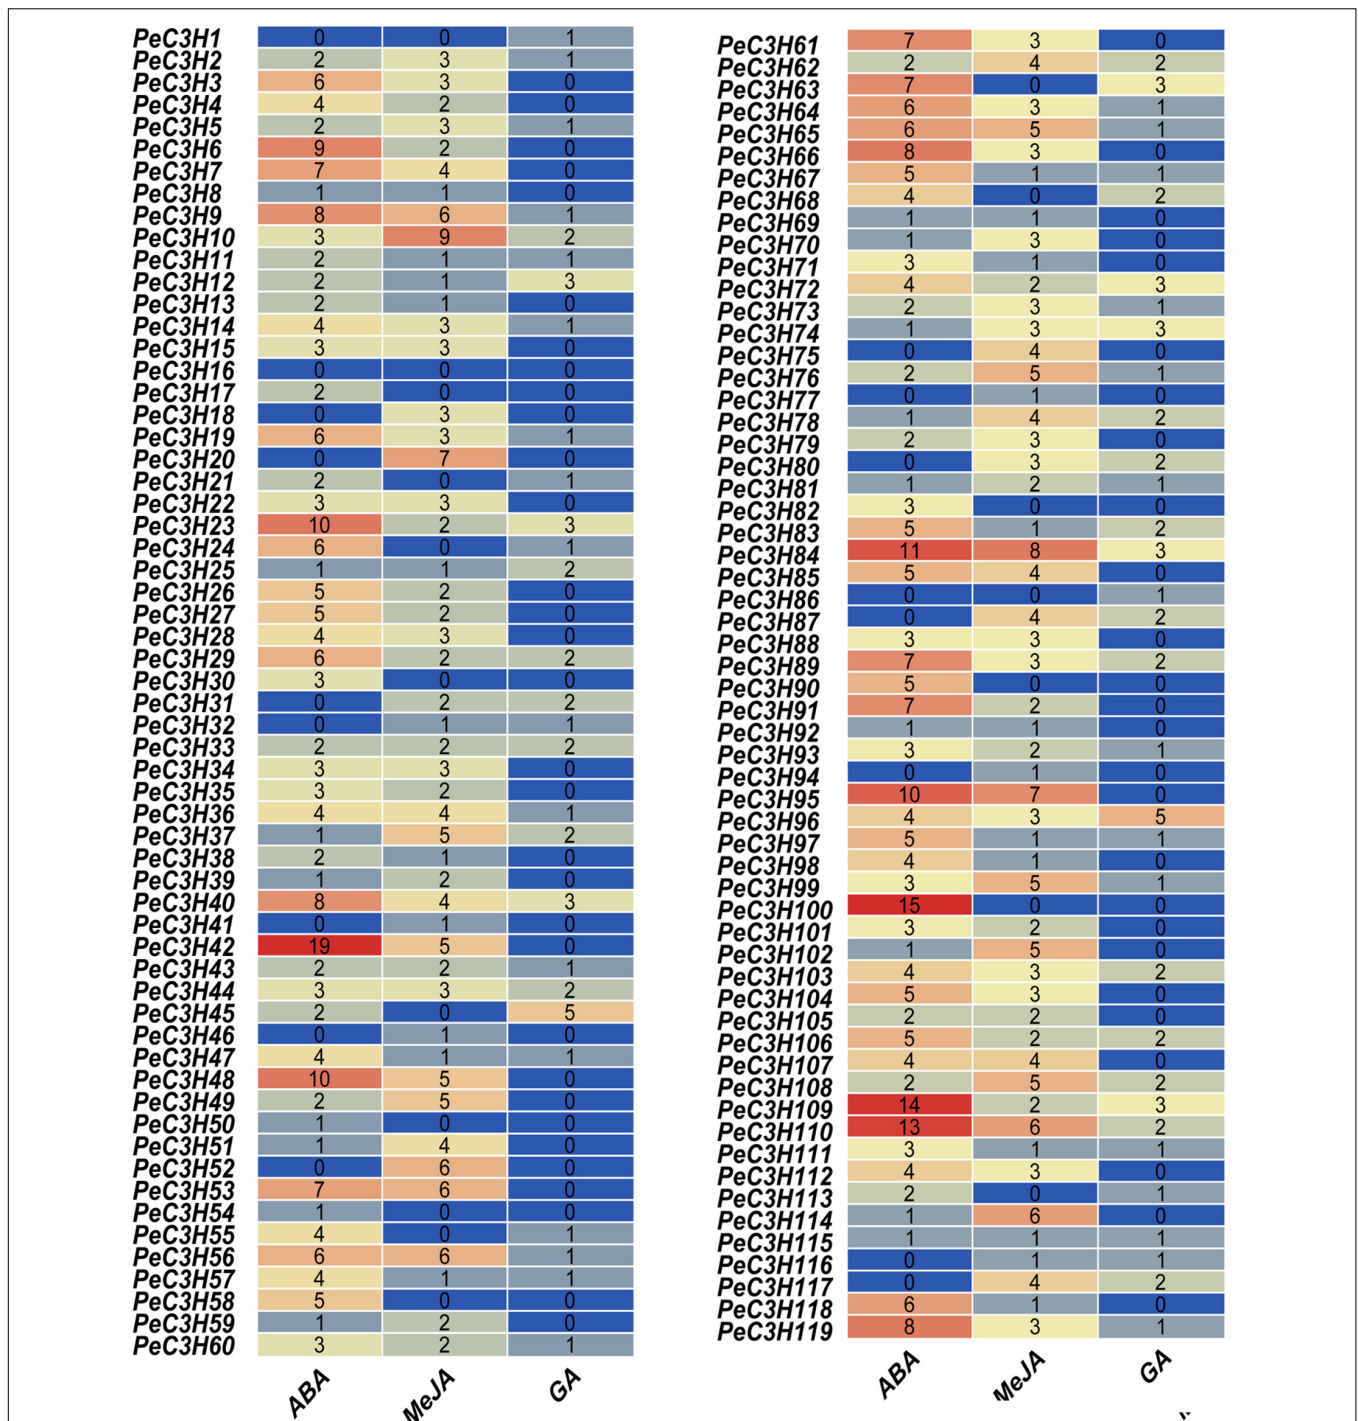 PeC3H1 0 0 1
PeC3H2 2 3 1
PeC3H3 6 3 0
PeC3H4 4 2 0
PeC3H5 2 3 1
PeC3H6 9 2 0
PeC3H7 7 4 0
PeC3H8 1 1 0
PeC3H9 8 6 1
PeC3H10 3 9 2
PeC3H11 2 1 1
PeC3H12 2 1 3
PeC3H13 2 1 0
PeC3H14 4 3 1
PeC3H15 3 3 0
PeC3H16 0 0 0
PeC3H17 2 0 0
PeC3H18 0 3 0
PeC3H19 6 3 1
PeC3H20 0 7 0
PeC3H21 2 0 1
PeC3H22 3 3 0
PeC3H23 10 2 3
PeC3H24 6 0 1
PeC3H25 1 1 2
PeC3H26 5 2 0
PeC3H27 5 2 0
PeC3H28 4 3 0
PeC3H29 6 2 2
PeC3H30 3 0 0
PeC3H31 0 2 2
PeC3H32 0 1 1
PeC3H33 2 2 2
PeC3H34 3 3 0
PeC3H35 3 2 0
PeC3H36 4 4 1
PeC3H37 1 5 2
PeC3H38 2 1 0
PeC3H39 1 2 0
PeC3H40 8 4 3
PeC3H41 0 1 0
PeC3H42 19 5 0
PeC3H43 2 2 1
PeC3H44 3 3 2
PeC3H45 2 0 5
PeC3H46 0 1 0
PeC3H47 4 1 1
PeC3H48 10 5 0
PeC3H49 2 5 0
PeC3H50 1 0 0
PeC3H51 1 4 0
PeC3H52 0 6 0
PeC3H53 7 6 0
PeC3H54 1 0 0
PeC3H55 4 0 1
PeC3H56 6 6 1
PeC3H57 4 1 1
PeC3H58 5 0 0
PeC3H59 1 2 0
PeC3H60 3 2 1
ABA MeJA GA
PeC3H61 7 3 0
PeC3H62 2 4 2
PeC3H63 7 0 3
PeC3H64 6 3 1
PeC3H65 6 5 1
PeC3H66 8 3 0
PeC3H67 5 1 1
PeC3H68 4 0 2
PeC3H69 1 1 0
PeC3H70 1 3 0
PeC3H71 3 1 0
PeC3H72 4 2 3
PeC3H73 2 3 1
PeC3H74 1 3 3
PeC3H75 0 4 0
PeC3H76 2 5 1
PeC3H77 0 1 0
PeC3H78 1 4 2
PeC3H79 2 3 0
PeC3H80 0 3 2
PeC3H81 1 2 1
PeC3H82 3 0 0
PeC3H83 5 1 2
PeC3H84 11 8 3
PeC3H85 5 4 0
PeC3H86 0 0 1
PeC3H87 0 4 2
PeC3H88 3 3 0
PeC3H89 7 3 2
PeC3H90 5 0 0
PeC3H91 7 2 0
PeC3H92 1 1 0
PeC3H93 3 2 1
PeC3H94 0 1 0
PeC3H95 10 7 0
PeC3H96 4 3 5
PeC3H97 5 1 1
PeC3H98 4 1 0
PeC3H99 3 5 1
PeC3H100 15 0 0
PeC3H101 3 2 0
PeC3H102 1 5 0
PeC3H103 4 3 2
PeC3H104 5 3 0
PeC3H105 2 2 0
PeC3H106 5 2 2
PeC3H107 4 4 0
PeC3H108 2 5 2
PeC3H109 14 2 3
PeC3H110 13 6 2
PeC3H111 3 1 1
PeC3H112 4 3 0
PeC3H113 2 0 1
PeC3H114 1 6 0
PeC3H115 1 1 1
PeC3H116 0 1 1
PeC3H117 0 4 2
PeC3H118 6 1 0
PeC3H119 8 3 1
ABA MeJA GA